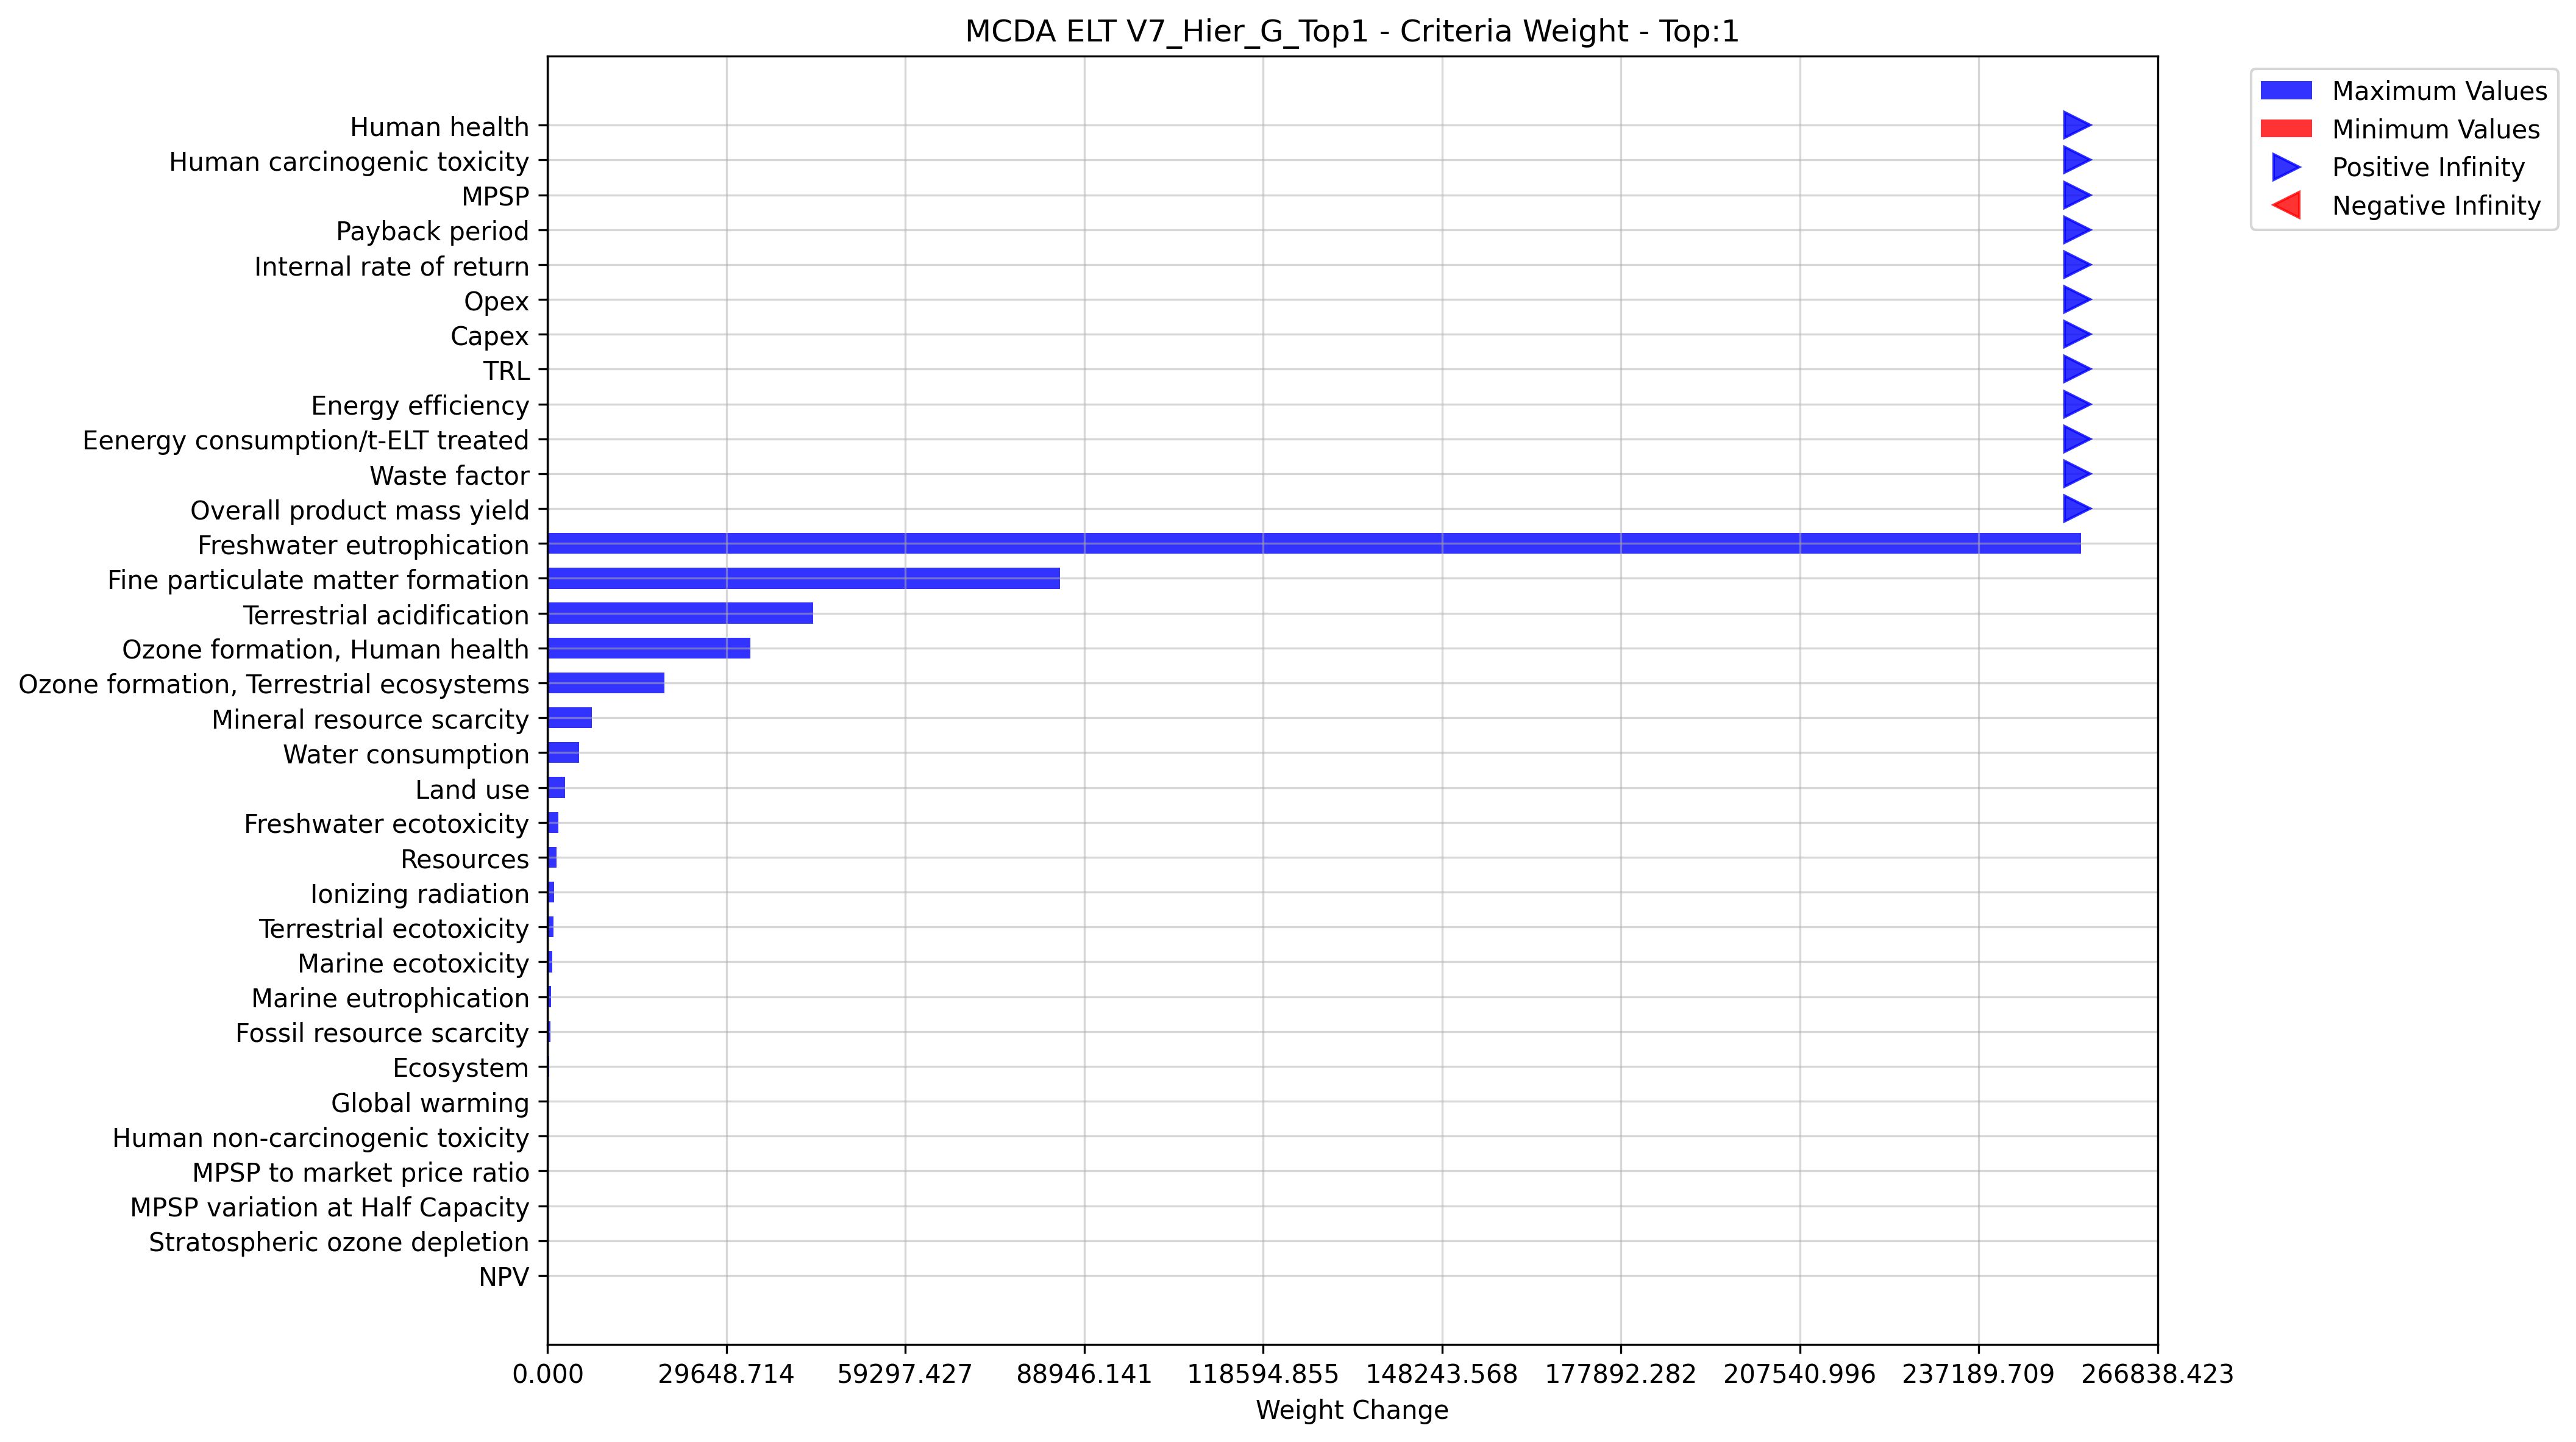 MCDA ELT V7_Hier_G_Top1 - Criteria Weight - Top:1
Maximum Values
Minimum Values
Positive Infinity
Negative Infinity
Human health
Human carcinogenic toxicity
MPSP
Payback period
Internal rate of return
Opex
Capex
TRL
Energy efficiency
Eenergy consumption/t-ELT treated
Waste factor
Overall product mass yield
Freshwater eutrophication
Fine particulate matter formation
Terrestrial acidification
Ozone formation, Human health
Ozone formation, Terrestrial ecosystems
Mineral resource scarcity
Water consumption
Land use
Freshwater ecotoxicity
Resources
Ionizing radiation
Terrestrial ecotoxicity
Marine ecotoxicity
Marine eutrophication
Fossil resource scarcity
Ecosystem
Global warming
Human non-carcinogenic toxicity
MPSP to market price ratio
MPSP variation at Half Capacity
Stratospheric ozone depletion
NPV
0.000 29648.714 59297.427 88946.141 118594.855 148243.568 177892.282 207540.996 237189.709 266838.423
Weight Change